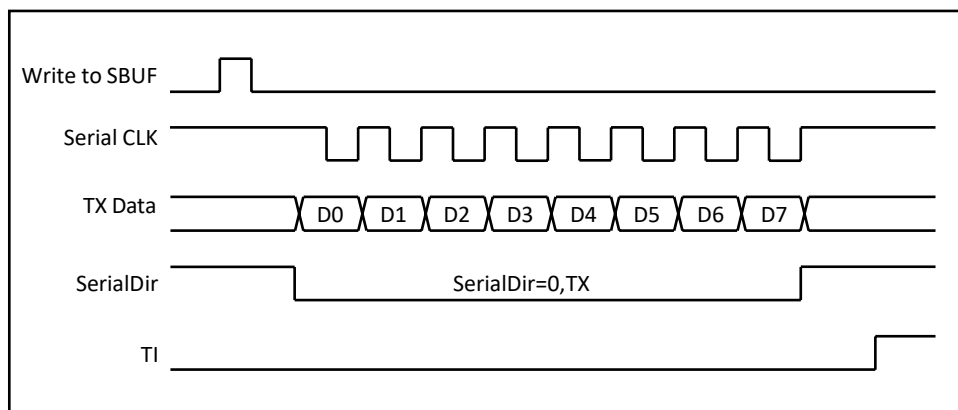 Write to SBUF
Serial CLK
TX Data
D0 D1 D2 D3 D4 D5 D6 D7
SerialDir
SerialDir=0,TX
TI